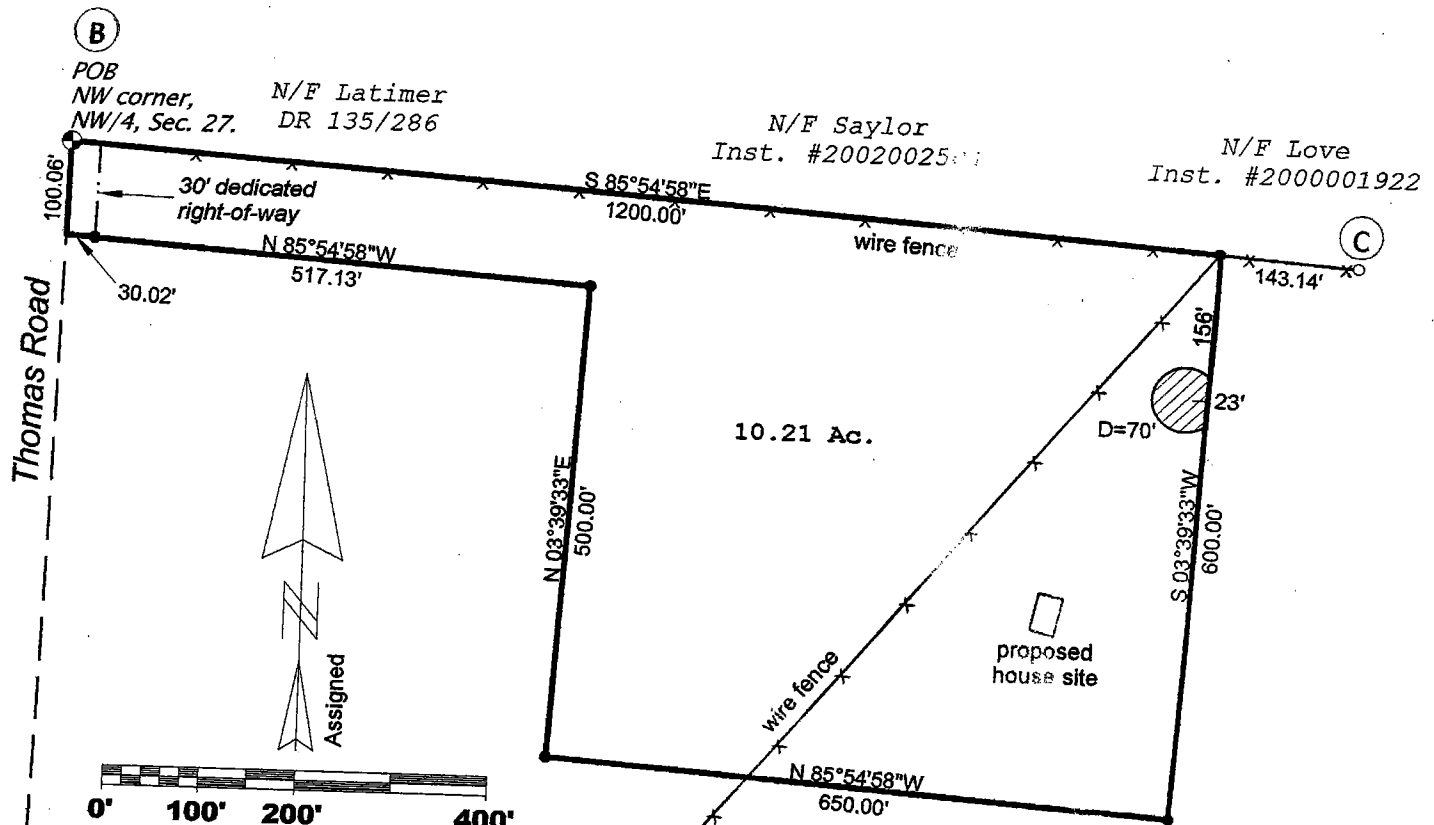 B
POB
NW corner,
NW/4, Sec. 27.
N/F Latimer
DR 135/286
N/F Saylor
Inst.
N/F Love
Inst. #2000001922
C
100.06'
30' dedicated
right-of-way
S 85°54'58"E
1200.00'
wire fence
143.14'
N 85°54'58"W
517.13'
30.02'
156'
23'
D=70'
Thomas Road
10.21 Ac.
N 03°39'33"E
500.00'
S 03°39'33"W
600.00'
proposed
house site
wire fence
N
Assigned
N 85°54'58"W
650.00'
0' 100' 200' 400'